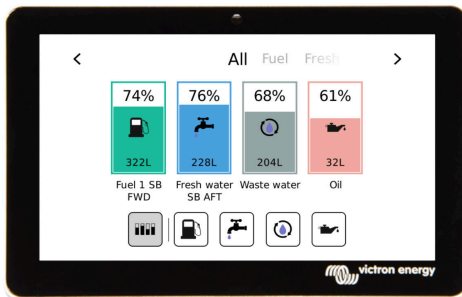 All Fuel Fresh
74% 76% 68% 61%
322L 228L 204L 32L
Fuel 1 SB Fresh water Waste water Oil
FWD SB AFT
victron energy